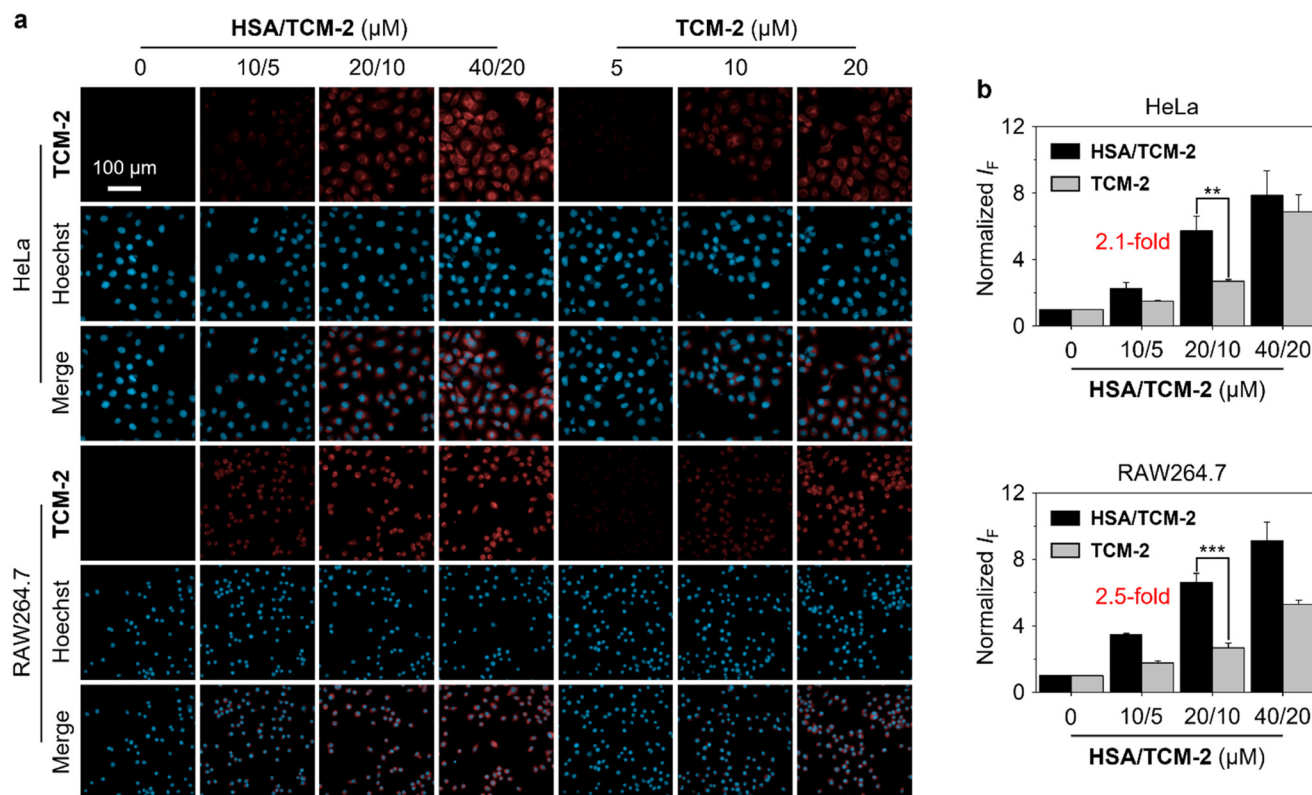 a
HSA/TCM-2 (µM)
TCM-2 (µM)
0 10/5 20/10 40/20 5 10 20
HeLa
TCM-2
100 µm
Hoechst
Merge
RAW264.7
TCM-2
Hoechst
Merge
b
HeLa
Normalized I_F
12
8
4
0
HSA/TCM-2
TCM-2
**
2.1-fold
0 10/5 20/10 40/20
HSA/TCM-2 (µM)
RAW264.7
Normalized I_F
12
8
4
0
HSA/TCM-2
TCM-2
***
2.5-fold
0 10/5 20/10 40/20
HSA/TCM-2 (µM)